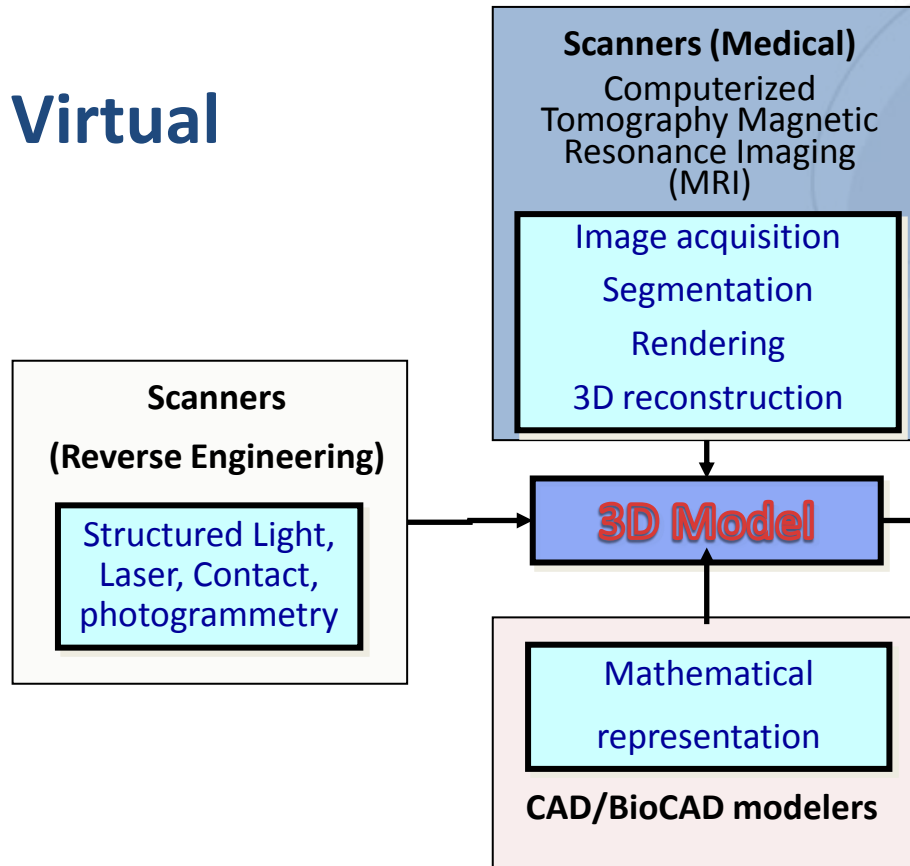 Virtual
Scanners (Medical)
Computerized
Tomography Magnetic
Resonance Imaging
(MRI)
Image acquisition
Segmentation
Rendering
3D reconstruction
Scanners
(Reverse Engineering)
Structured Light,
Laser, Contact,
photogrammetry
3D Model
Mathematical
representation
CAD/BioCAD modelers